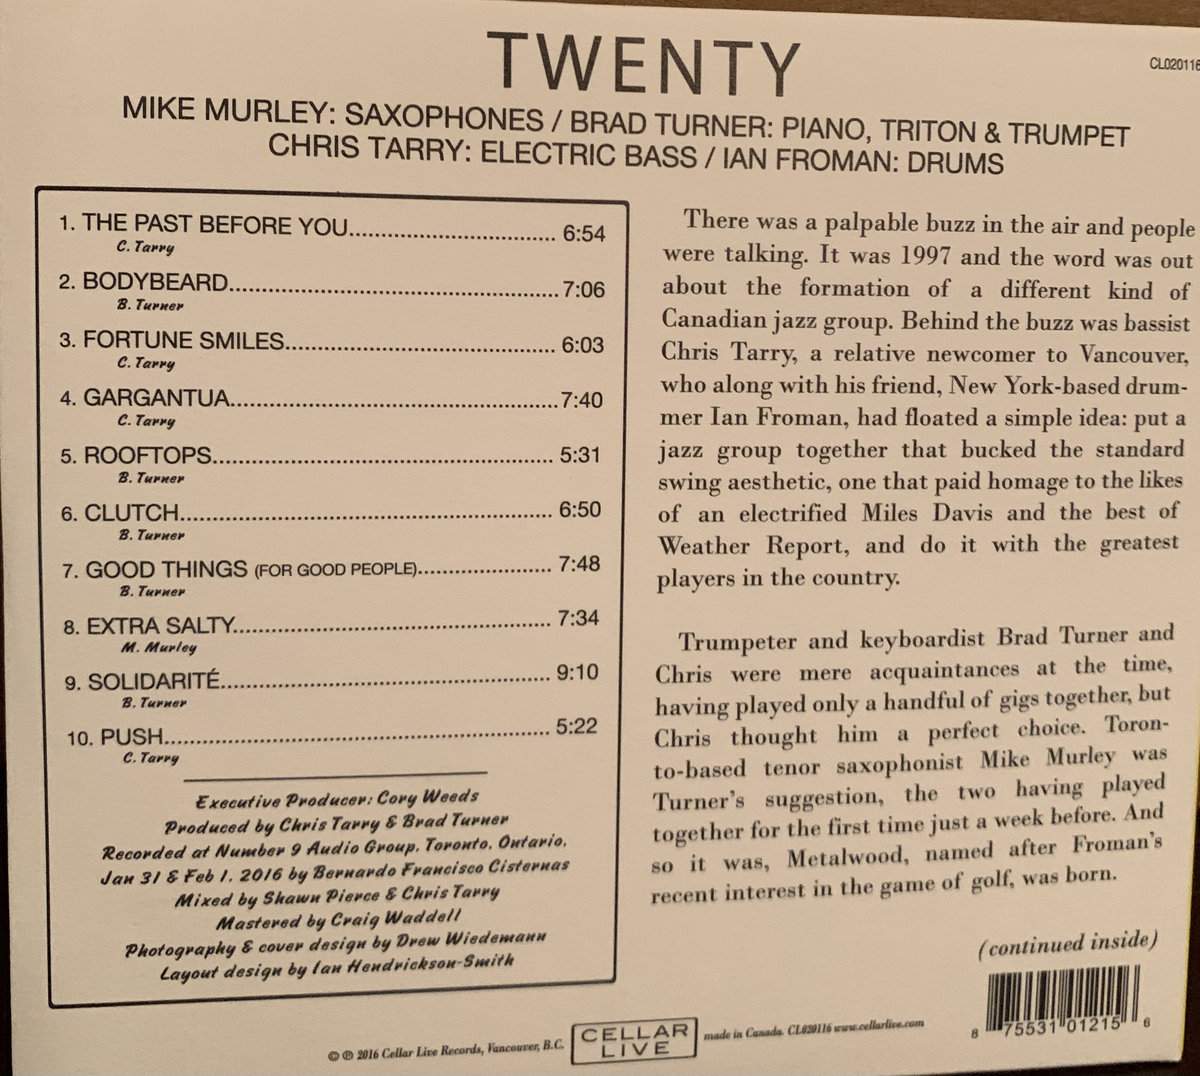 TWENTY
CL020116
MIKE MURLEY: SAXOPHONES / BRAD TURNER: PIANO, TRITON & TRUMPET
CHRIS TARRY: ELECTRIC BASS / IAN FROMAN: DRUMS
1. THE PAST BEFORE YOU.................................. 6:54
C. Tarry
2. BODYBEARD....................................................7:06
B. Turner
3. FORTUNE SMILES........................................... 6:03
C. Tarry
4. GARGANTUA....................................................7:40
C. Tarry
5. ROOFTOPS..................................................... 5:31
B. Turner
6. CLUTCH.......................................................... 6:50
B. Turner
7. GOOD THINGS (FOR GOOD PEOPLE)..................... 7:48
B. Turner
8. EXTRA SALTY.................................................. 7:34
M. Murley
9. SOLIDARITÉ.................................................... 9:10
B. Turner
10. PUSH............................................................ 5:22
C. Tarry
Executive Producer: Cory Weeds
Produced by Chris Tarry & Brad Turner
Recorded at Number 9 Audio Group, Toronto, Ontario,
Jan 31 & Feb 1, 2016 by Bernardo Francisco Cisternas
Mixed by Shawn Pierce & Chris Tarry
Mastered by Craig Waddell
Photography & cover design by Drew Wiedemann
Layout design by Ian Hendrickson-Smith
There was a palpable buzz in the air and people
were talking. It was 1997 and the word was out
about the formation of a different kind of
Canadian jazz group. Behind the buzz was bassist
Chris Tarry, a relative newcomer to Vancouver,
who along with his friend, New York-based drum-
mer Ian Froman, had floated a simple idea: put a
jazz group together that bucked the standard
swing aesthetic, one that paid homage to the likes
of an electrified Miles Davis and the best of
Weather Report, and do it with the greatest
players in the country.
Trumpeter and keyboardist Brad Turner and
Chris were mere acquaintances at the time,
having played only a handful of gigs together, but
Chris thought him a perfect choice. Toron-
to-based tenor saxophonist Mike Murley was
Turner's suggestion, the two having played
together for the first time just a week before. And
so it was, Metalwood, named after Froman's
recent interest in the game of golf, was born.
(continued inside)
8 75531 01215 6
© ℗ 2016 Cellar Live Records, Vancouver, B.C.
CELLAR
LIVE
made in Canada. CL020116 www.cellarlive.com